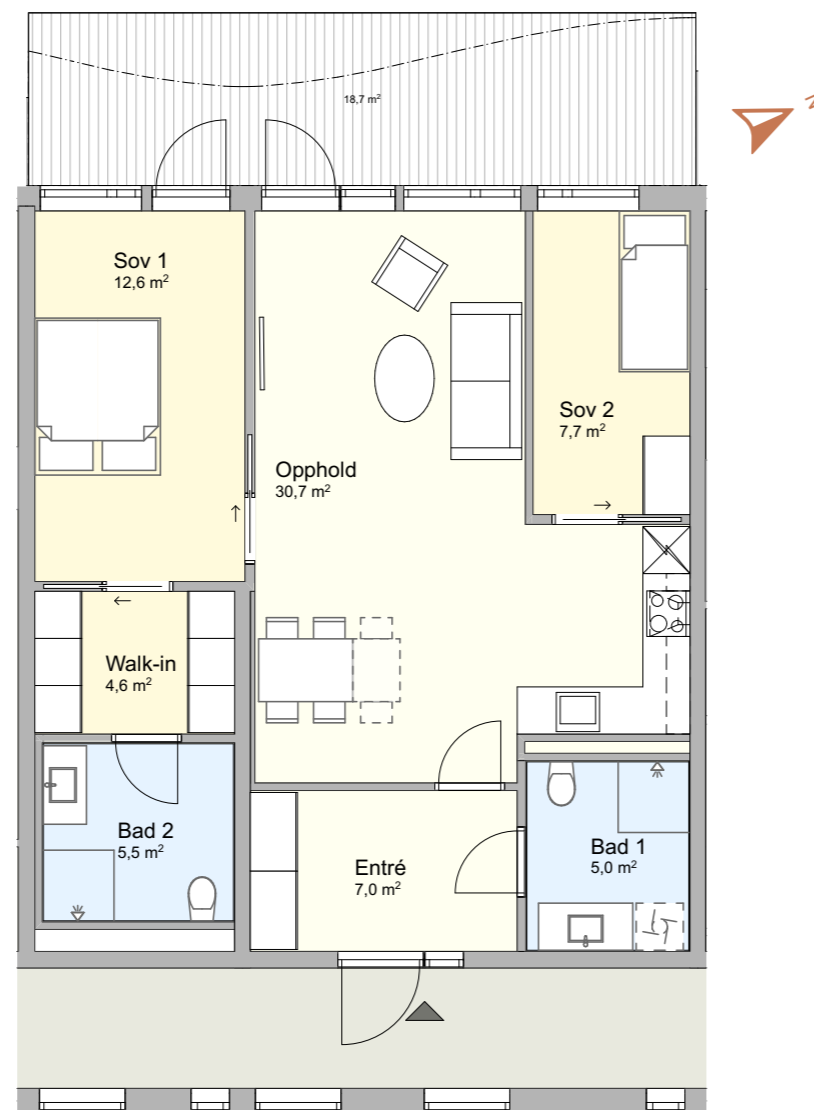 18,7 m²
Sov 1
12,6 m²
Sov 2
7,7 m²
Opphold
30,7 m²
Walk-in
4,6 m²
Bad 2
5,5 m²
Entré
7,0 m²
Bad 1
5,0 m²